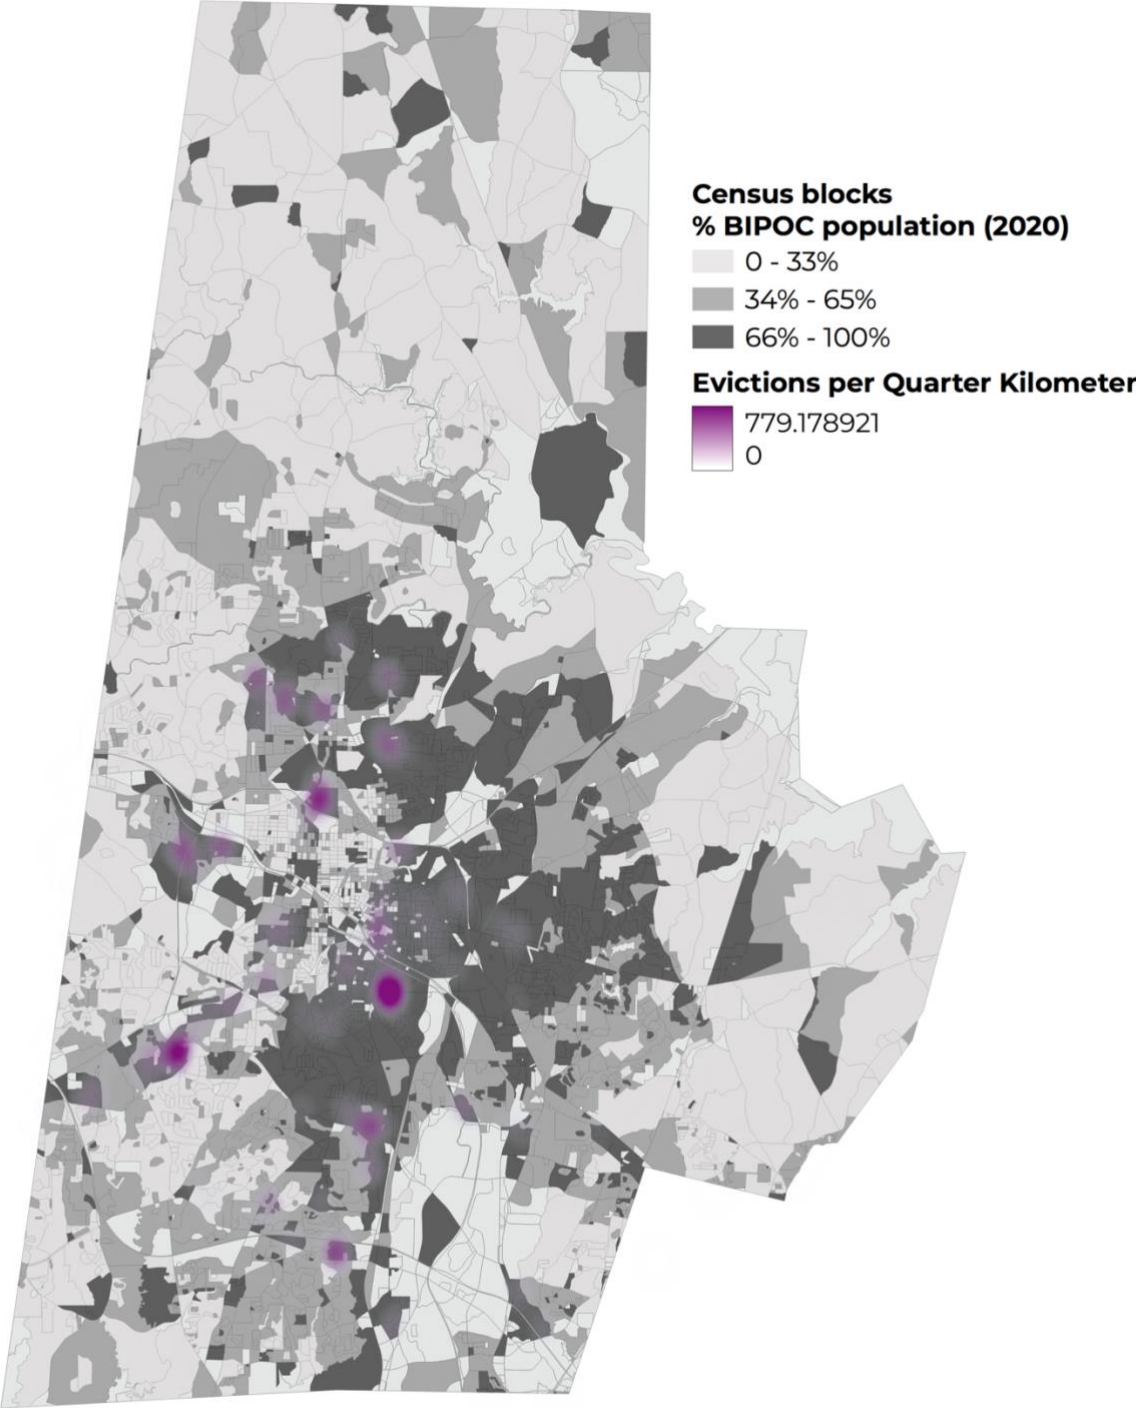 Census blocks
% BIPOC population (2020)
0 - 33%
34% - 65%
66% - 100%
Evictions per Quarter Kilometer
779.178921
0